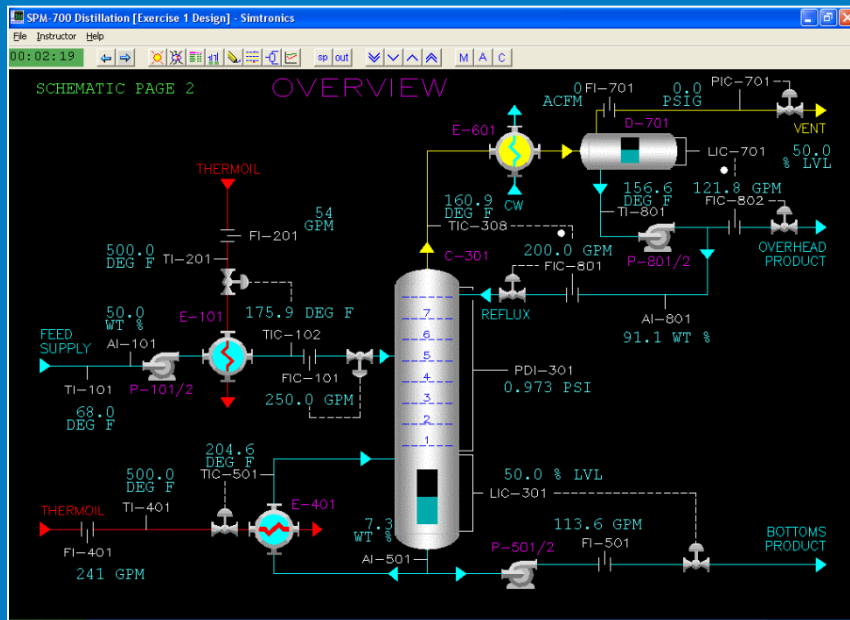 SPM-700 Distillation [Exercise 1 Design] - Simtronics
File Instructor Help
00:02:19
sp out
M A C
SCHEMATIC PAGE 2
OVERVIEW
0
ACFM
FI-701
0.0
PSIG
PIC-701
VENT
D-701
E-601
CW
LIC-701
50.0
% LVL
THERMOIL
54
GPM
FI-201
500.0
DEG F
TI-201
160.9
DEG F
TIC-308
156.6
DEG F
TI-801
121.8 GPM
FIC-802
P-801/2
OVERHEAD
PRODUCT
C-301
200.0 GPM
FIC-801
REFLUX
AI-801
91.1 WT %
175.9 DEG F
E-101
TIC-102
50.0
WT %
AI-101
FEED
SUPPLY
TI-101
68.0
DEG F
P-101/2
FIC-101
250.0 GPM
7
6
5
4
3
2
1
PDI-301
0.973 PSI
204.6
DEG F
TIC-501
500.0
DEG F
TI-401
THERMOIL
FI-401
241 GPM
E-401
50.0 % LVL
LIC-301
7.3
WT %
AI-501
113.6 GPM
FI-501
P-501/2
BOTTOMS
PRODUCT